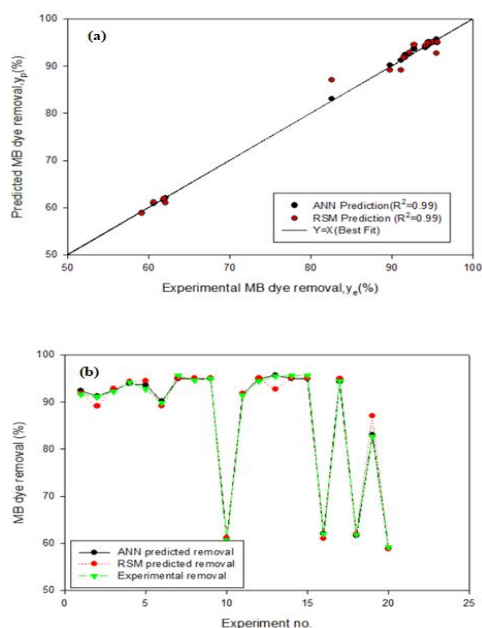 (a)
Predicted MB dye removal,yp(%)
100
90
80
70
60
50
ANN Prediction (R²=0.99)
RSM Prediction (R²=0.99)
Y=X(Best Fit)
50 60 70 80 90 100
Experimental MB dye removal,ye(%)
(b)
MB dye removal (%)
100
90
80
70
60
50
ANN predicted removal
RSM predicted removal
Experimental removal
0 5 10 15 20 25
Experiment no.